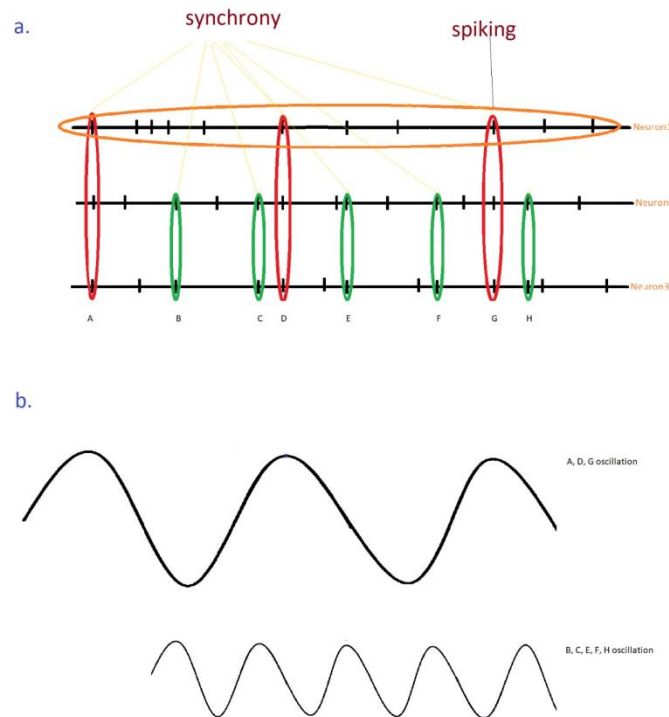 a.
synchrony
spiking
Neuron1
Neuron
Neuron3
A B C D E F G H
b.
A, D, G oscillation
B, C, E, F, H oscillation